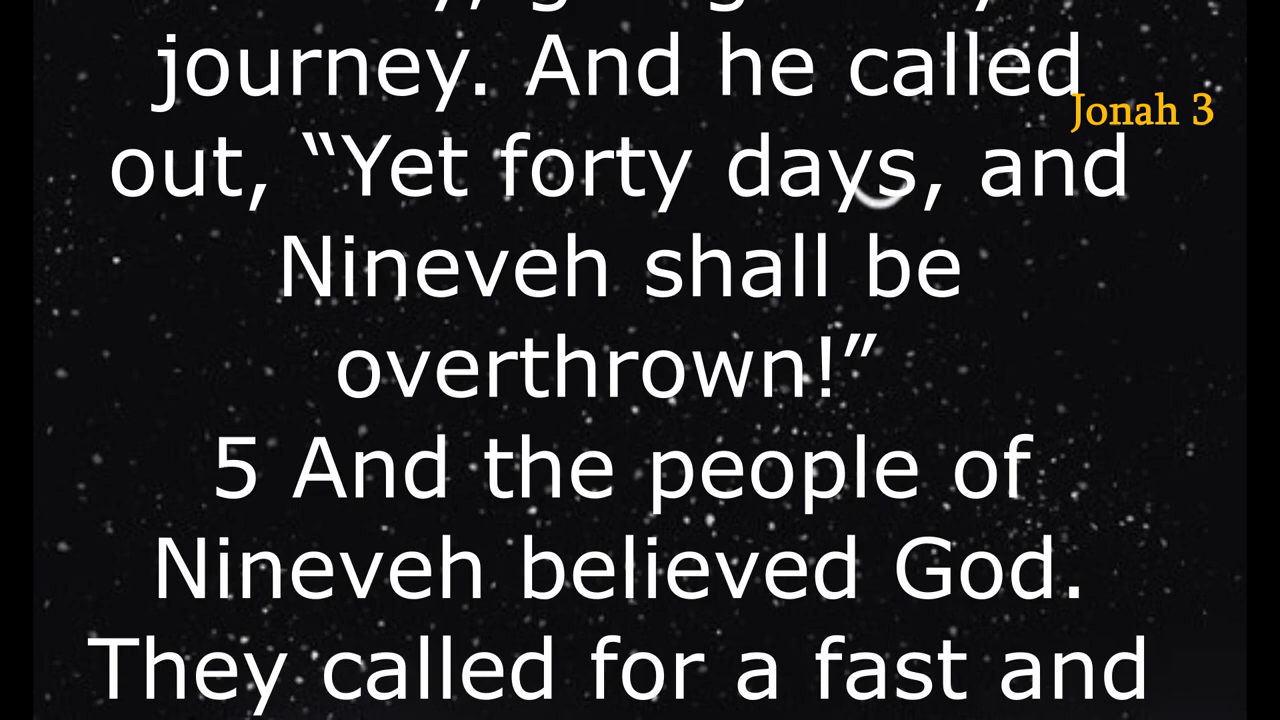 journey. And he called
Jonah 3
out, “Yet forty days, and
Nineveh shall be
overthrown!”
5 And the people of
Nineveh believed God.
They called for a fast and